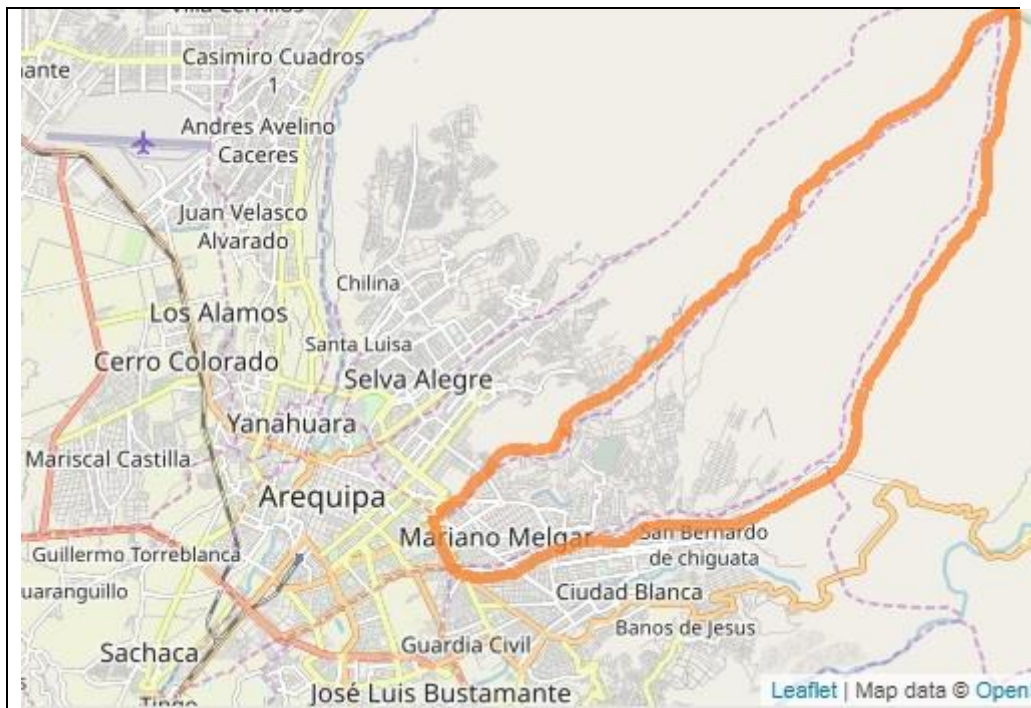 Casimiro Cuadros
1
Andres Avelino
Caceres
Juan Velasco
Alvarado
Chilina
Los Alamos
Santa Luisa
Cerro Colorado
Selva Alegre
Yanahuara
Mariscal Castilla
Arequipa
Mariano Melgar
San Bernardo
de chiguata
Guillermo Torreblanca
Ciudad Blanca
uaranguillo
Banos de Jesus
Guardia Civil
Sachaca
José Luis Bustamante
Leaflet | Map data © Open